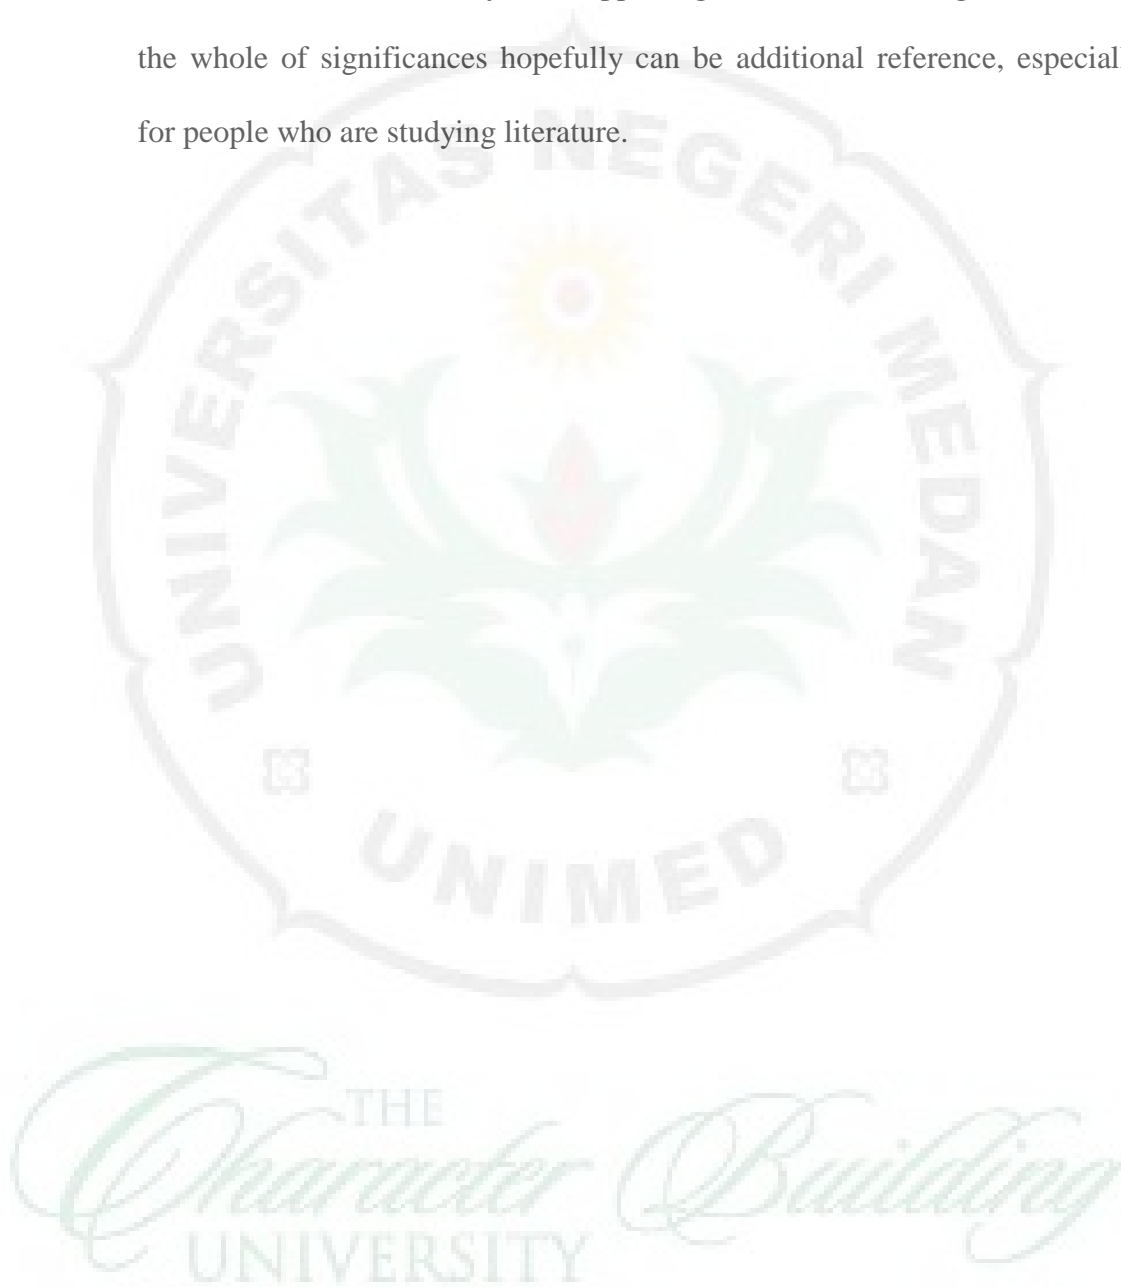 the whole of significances hopefully can be additional reference, especial
for people who are studying literature.
UNIVERSITAS NEGERI MEDAN
UNIMED
THE
Character Building
UNIVERSITY